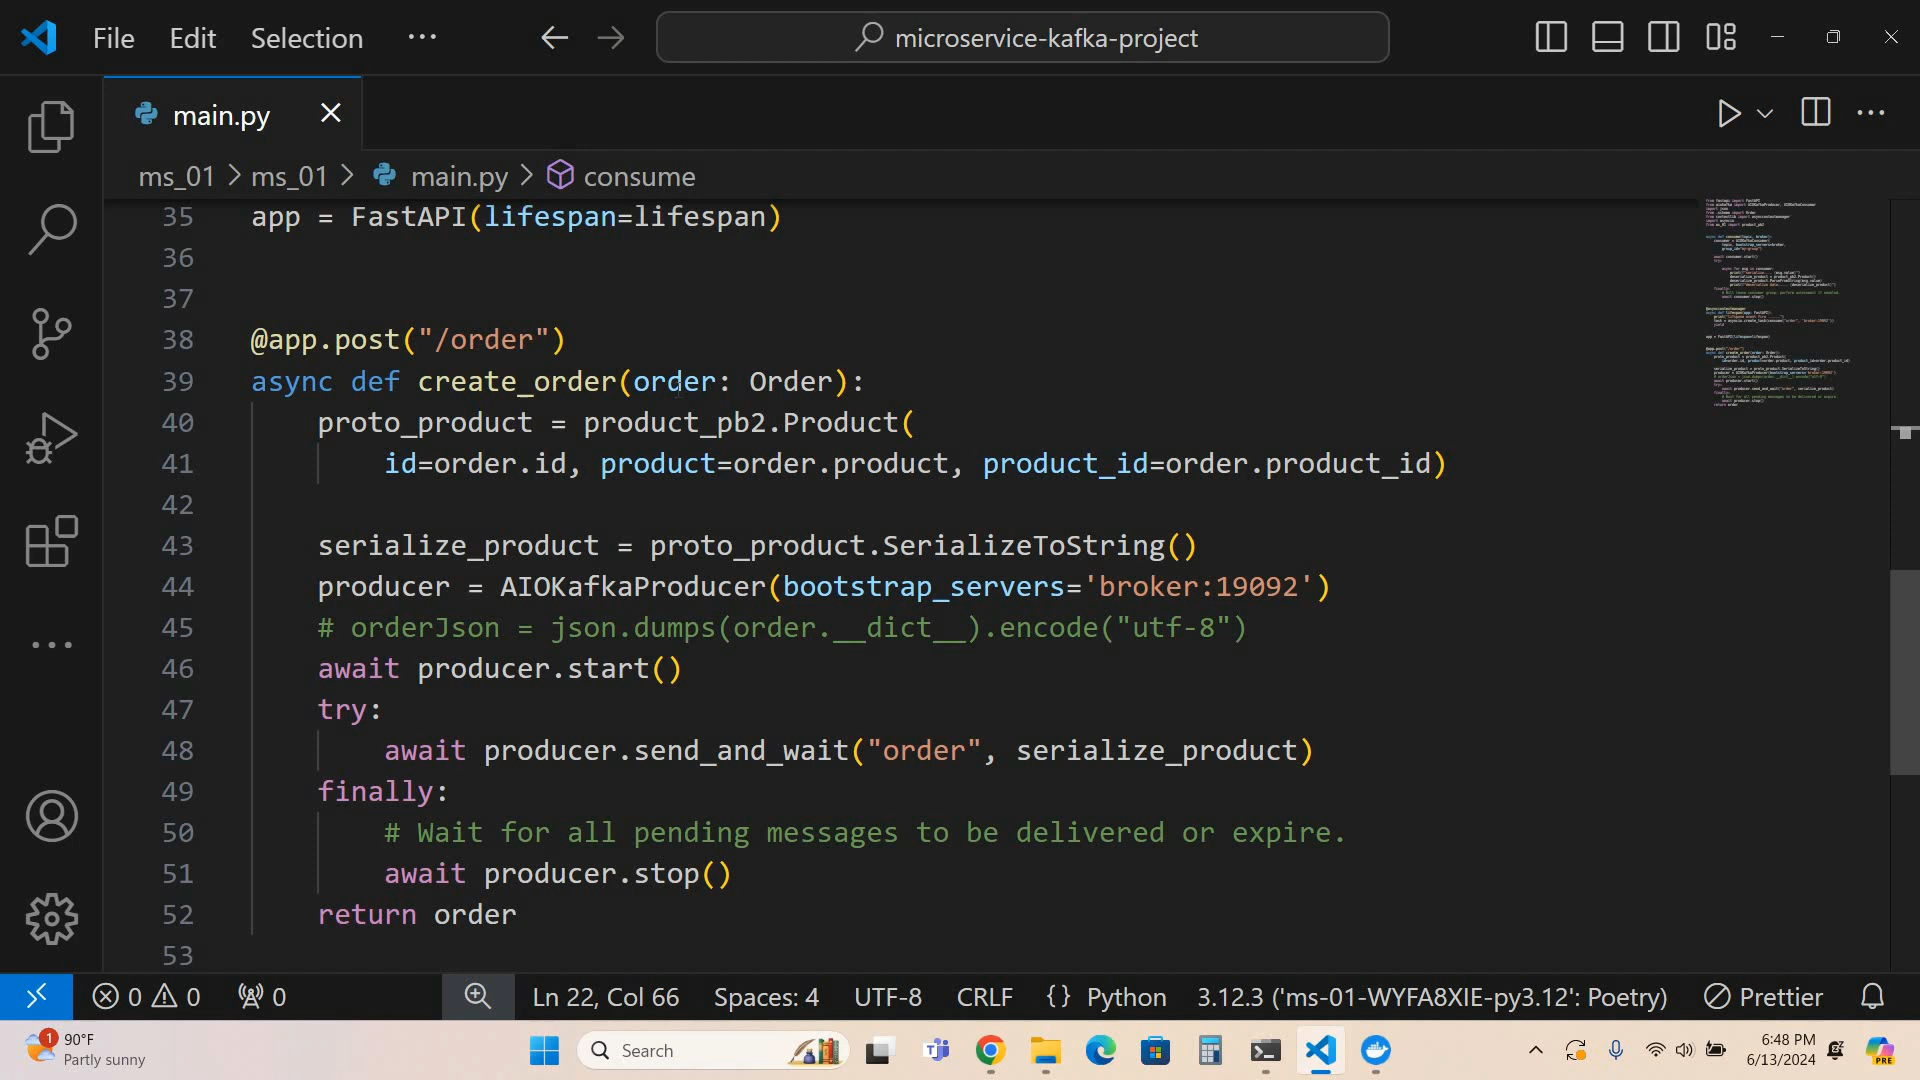 File Edit Selection ··· microservice-kafka-project
main.py
ms_01 > ms_01 > main.py > consume
35 app = FastAPI(lifespan=lifespan)
36
37
38 @app.post("/order")
39 async def create_order(order: Order):
40 proto_product = product_pb2.Product(
41 id=order.id, product=order.product, product_id=order.product_id)
42
43 serialize_product = proto_product.SerializeToString()
44 producer = AIOKafkaProducer(bootstrap_servers='broker:19092')
45 # orderJson = json.dumps(order.__dict__).encode("utf-8")
46 await producer.start()
47 try:
48 await producer.send_and_wait("order", serialize_product)
49 finally:
50 # Wait for all pending messages to be delivered or expire.
51 await producer.stop()
52 return order
53
0 0 0 Ln 22, Col 66 Spaces: 4 UTF-8 CRLF {} Python 3.12.3 ('ms-01-WYFA8XIE-py3.12': Poetry) Prettier
1 90°F
Partly sunny
Search
6:48 PM
6/13/2024
PRE